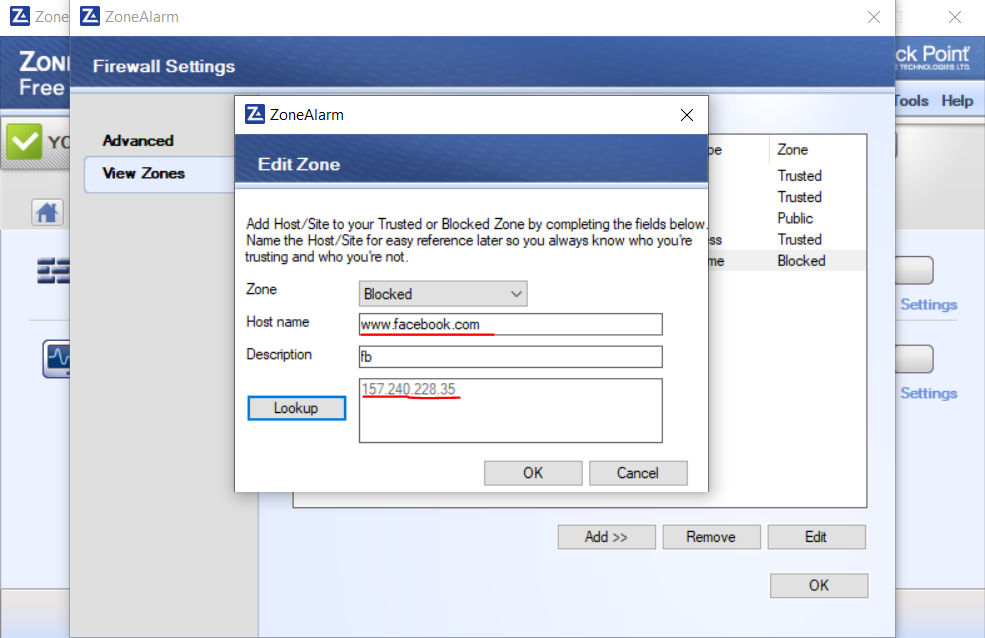 Zone
ZoneAlarm
Firewall Settings
ck Point
TECHNOLOGIES LTD.
Free
Tools Help
ZoneAlarm
Edit Zone
Advanced
View Zones
YO
pe Zone
Trusted
Trusted
Public
ss Trusted
me Blocked
Add Host/Site to your Trusted or Blocked Zone by completing the fields below.
Name the Host/Site for easy reference later so you always know who you're
trusting and who you're not.
Zone Blocked
Host name www.facebook.com
Description fb
157.240.228.35
Lookup
OK Cancel
Settings
Settings
Add >> Remove Edit
OK